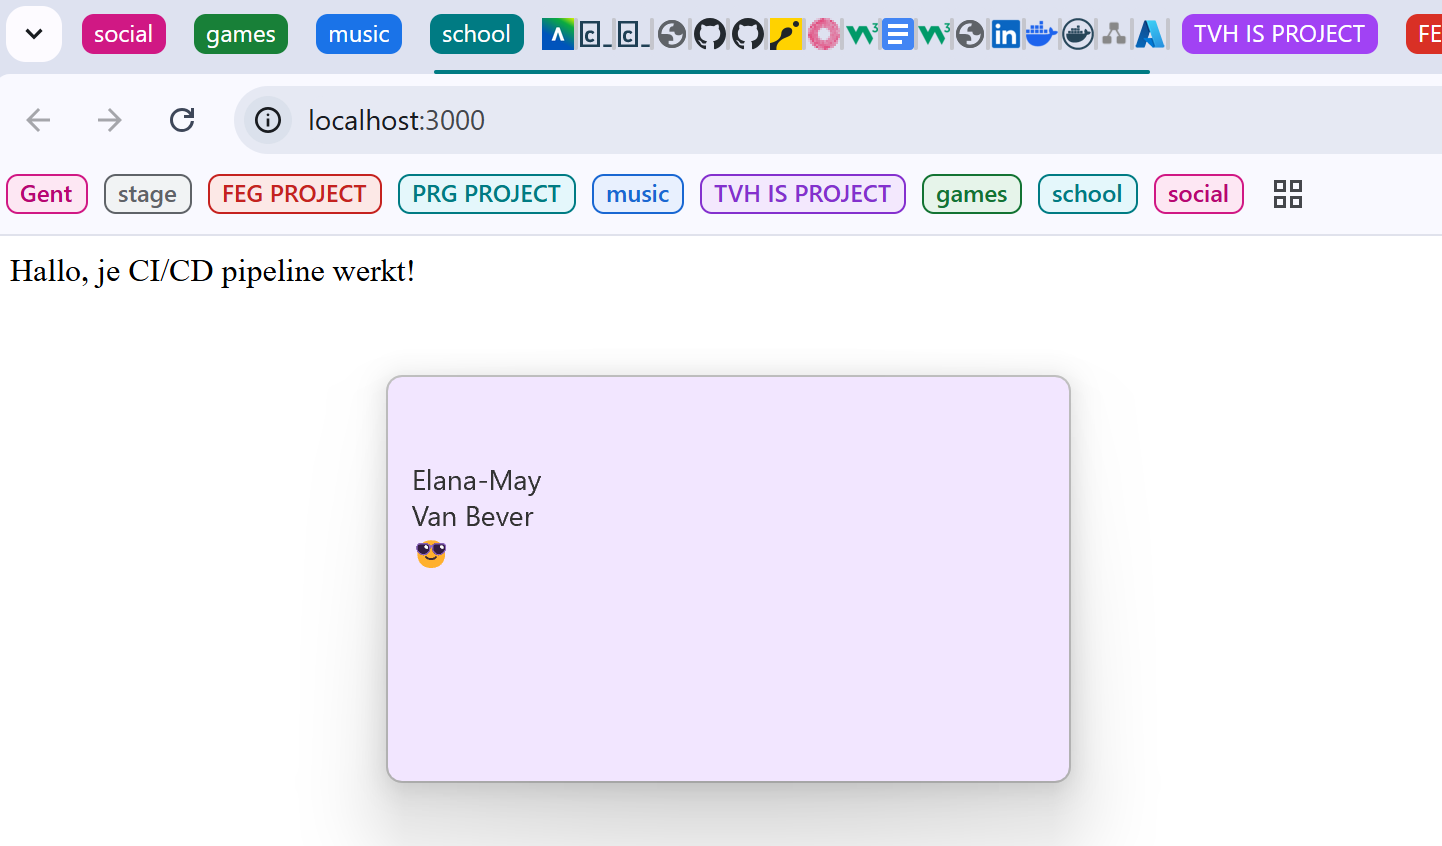 social games music school TVH IS PROJECT FE
localhost:3000
Gent stage FEG PROJECT PRG PROJECT music TVH IS PROJECT games school social
Hallo, je CI/CD pipeline werkt!
Elana-May
Van Bever
😎